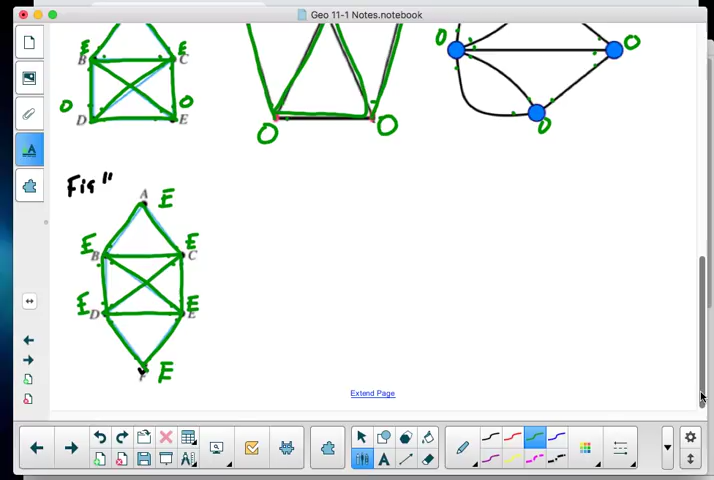 Geo 11-1 Notes.notebook
E E
B C
O O
D E
O O
O O
O
Fig 11
A E
E E
B C
E E
D E
F E
Extend Page
A